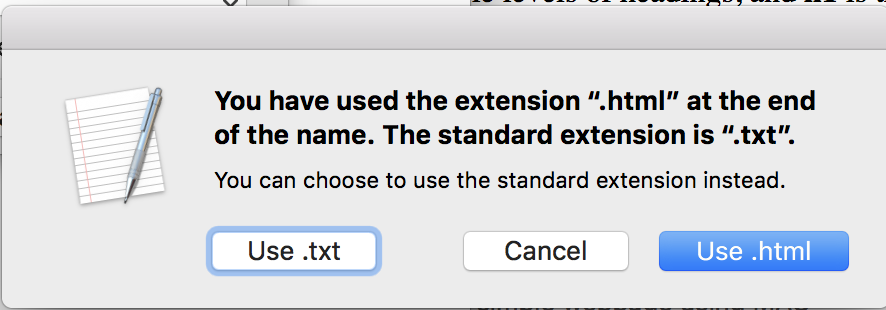 You have used the extension “.html” at the end
of the name. The standard extension is “.txt”.
You can choose to use the standard extension instead.
Use .txt
Cancel
Use .html